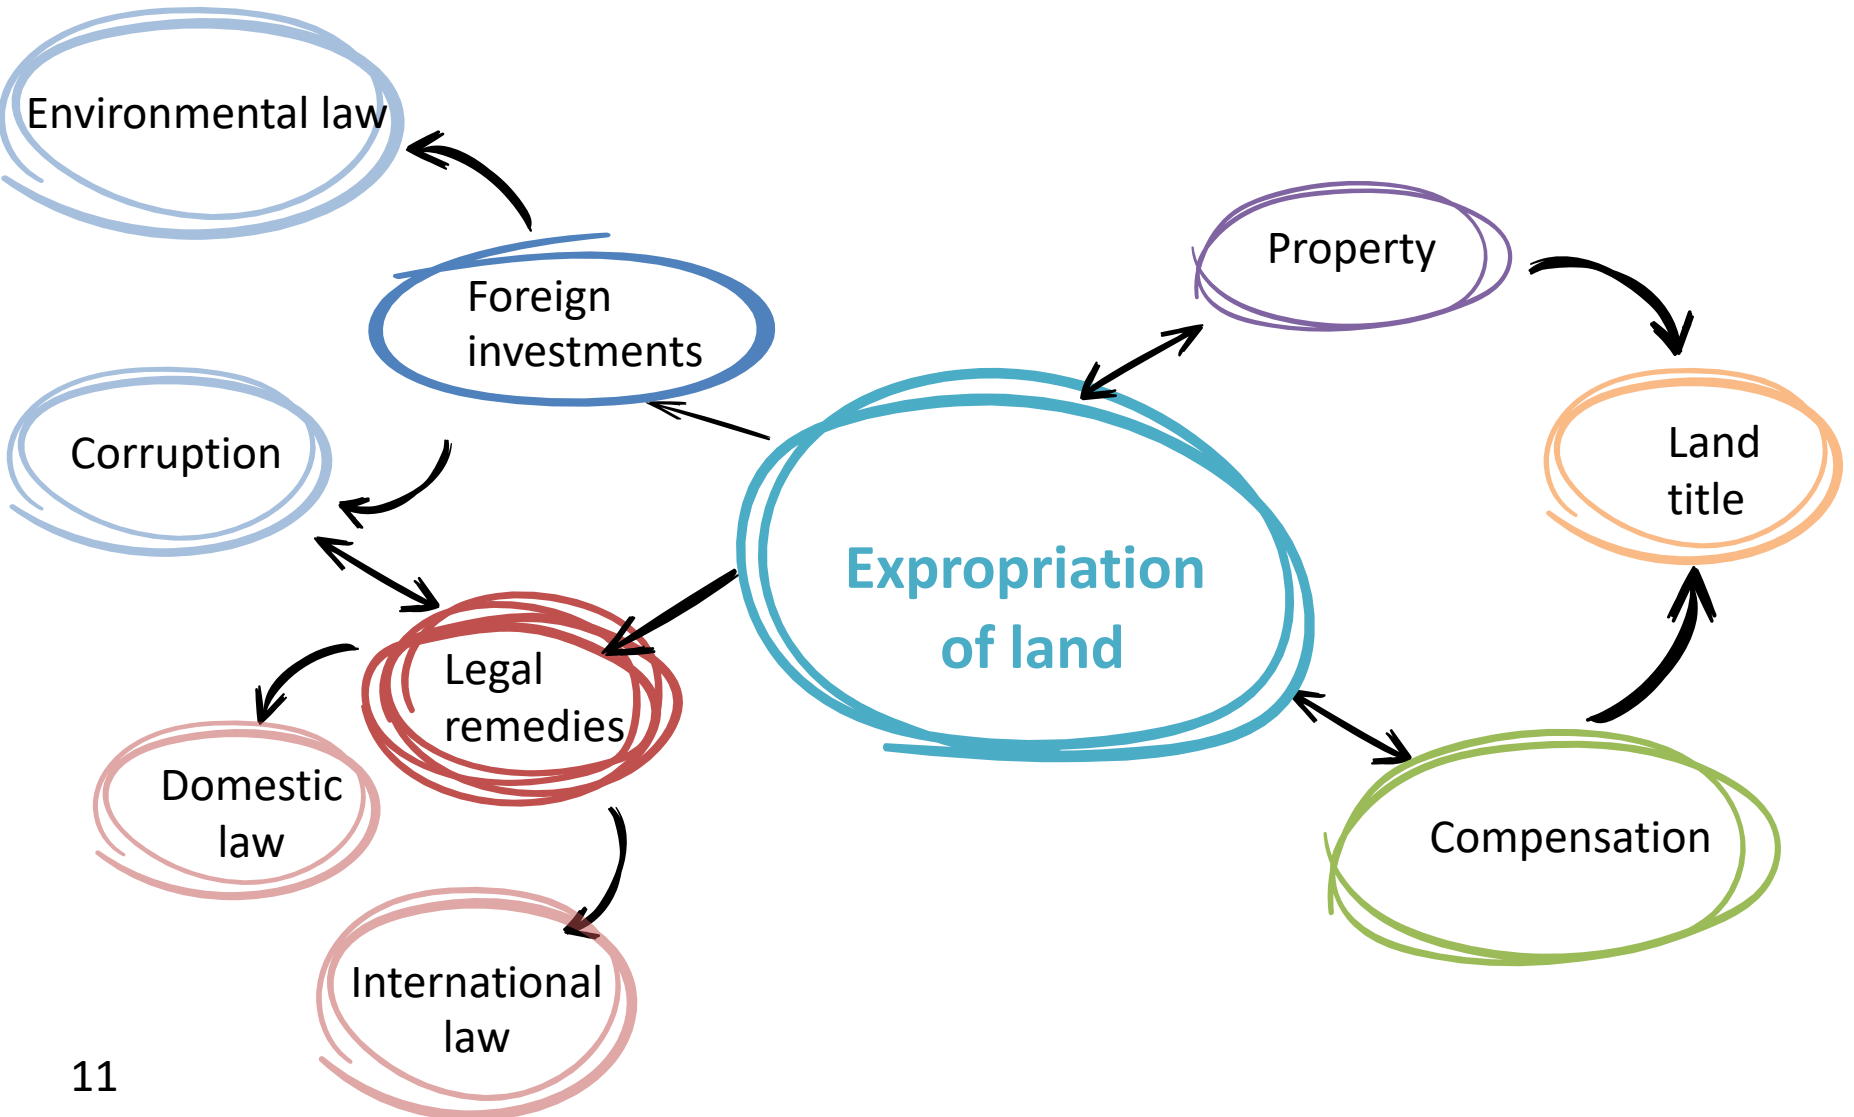 Environmental law
Foreign
investments
Property
Corruption
Land
title
Expropriation
of land
Legal
remedies
Domestic
law
Compensation
International
law
11